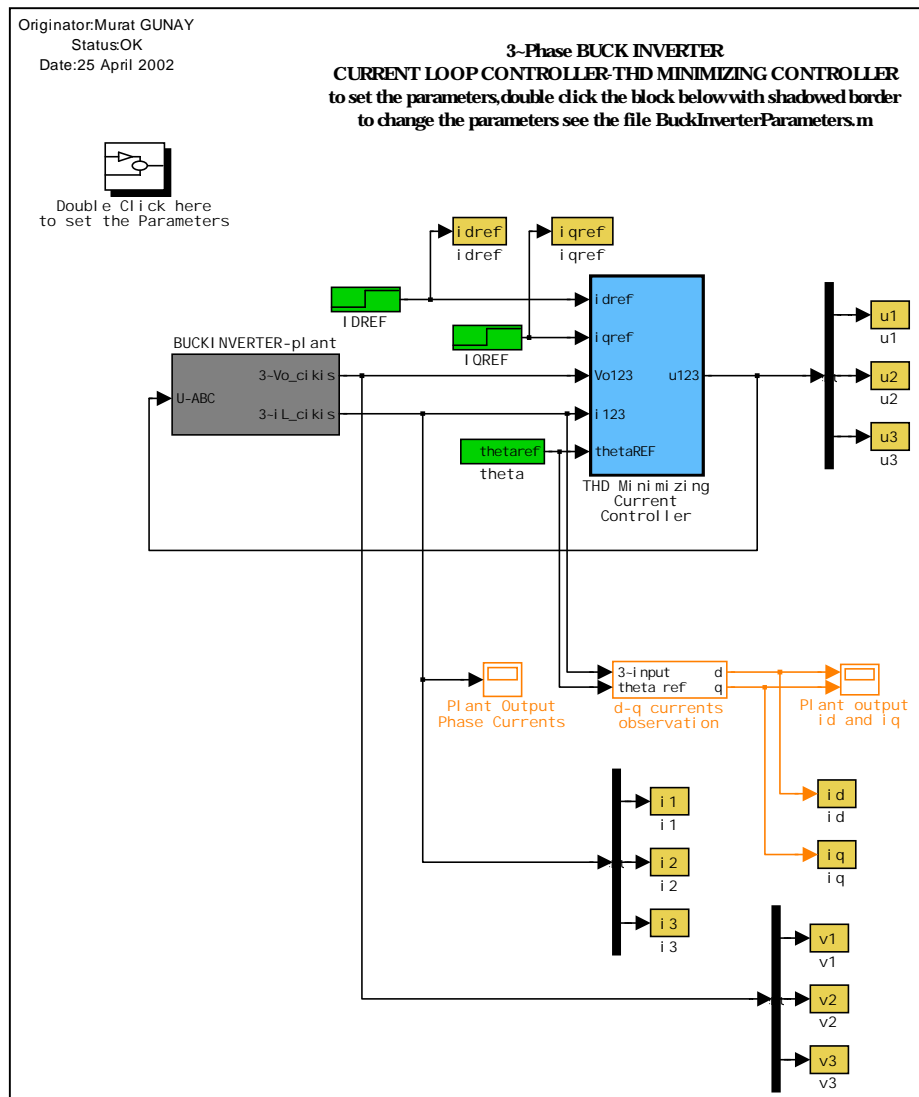 Originator:Murat GUNAY
Status:OK
Date:25 April 2002
3~Phase BUCK INVERTER
CURRENT LOOP CONTROLLER-THD MINIMIZING CONTROLLER
to set the parameters,double click the block below with shadowed border
to change the parameters see the file BuckInverterParameters.m
Double Click here
to set the Parameters
idref
idref
iqref
iqref
IDREF
IQREF
BUCKINVERTER-plant
U-ABC
3~Vo_cikis
3~iL_cikis
idref
iqref
Vo123
i123
thetaREF
u123
THD Minimizing
Current
Controller
thetaref
theta
u1
u1
u2
u2
u3
u3
Plant Output
Phase Currents
3~input
theta ref
d
q
d-q currents
observation
Plant output
id and iq
id
id
iq
iq
i1
i1
i2
i2
i3
i3
v1
v1
v2
v2
v3
v3